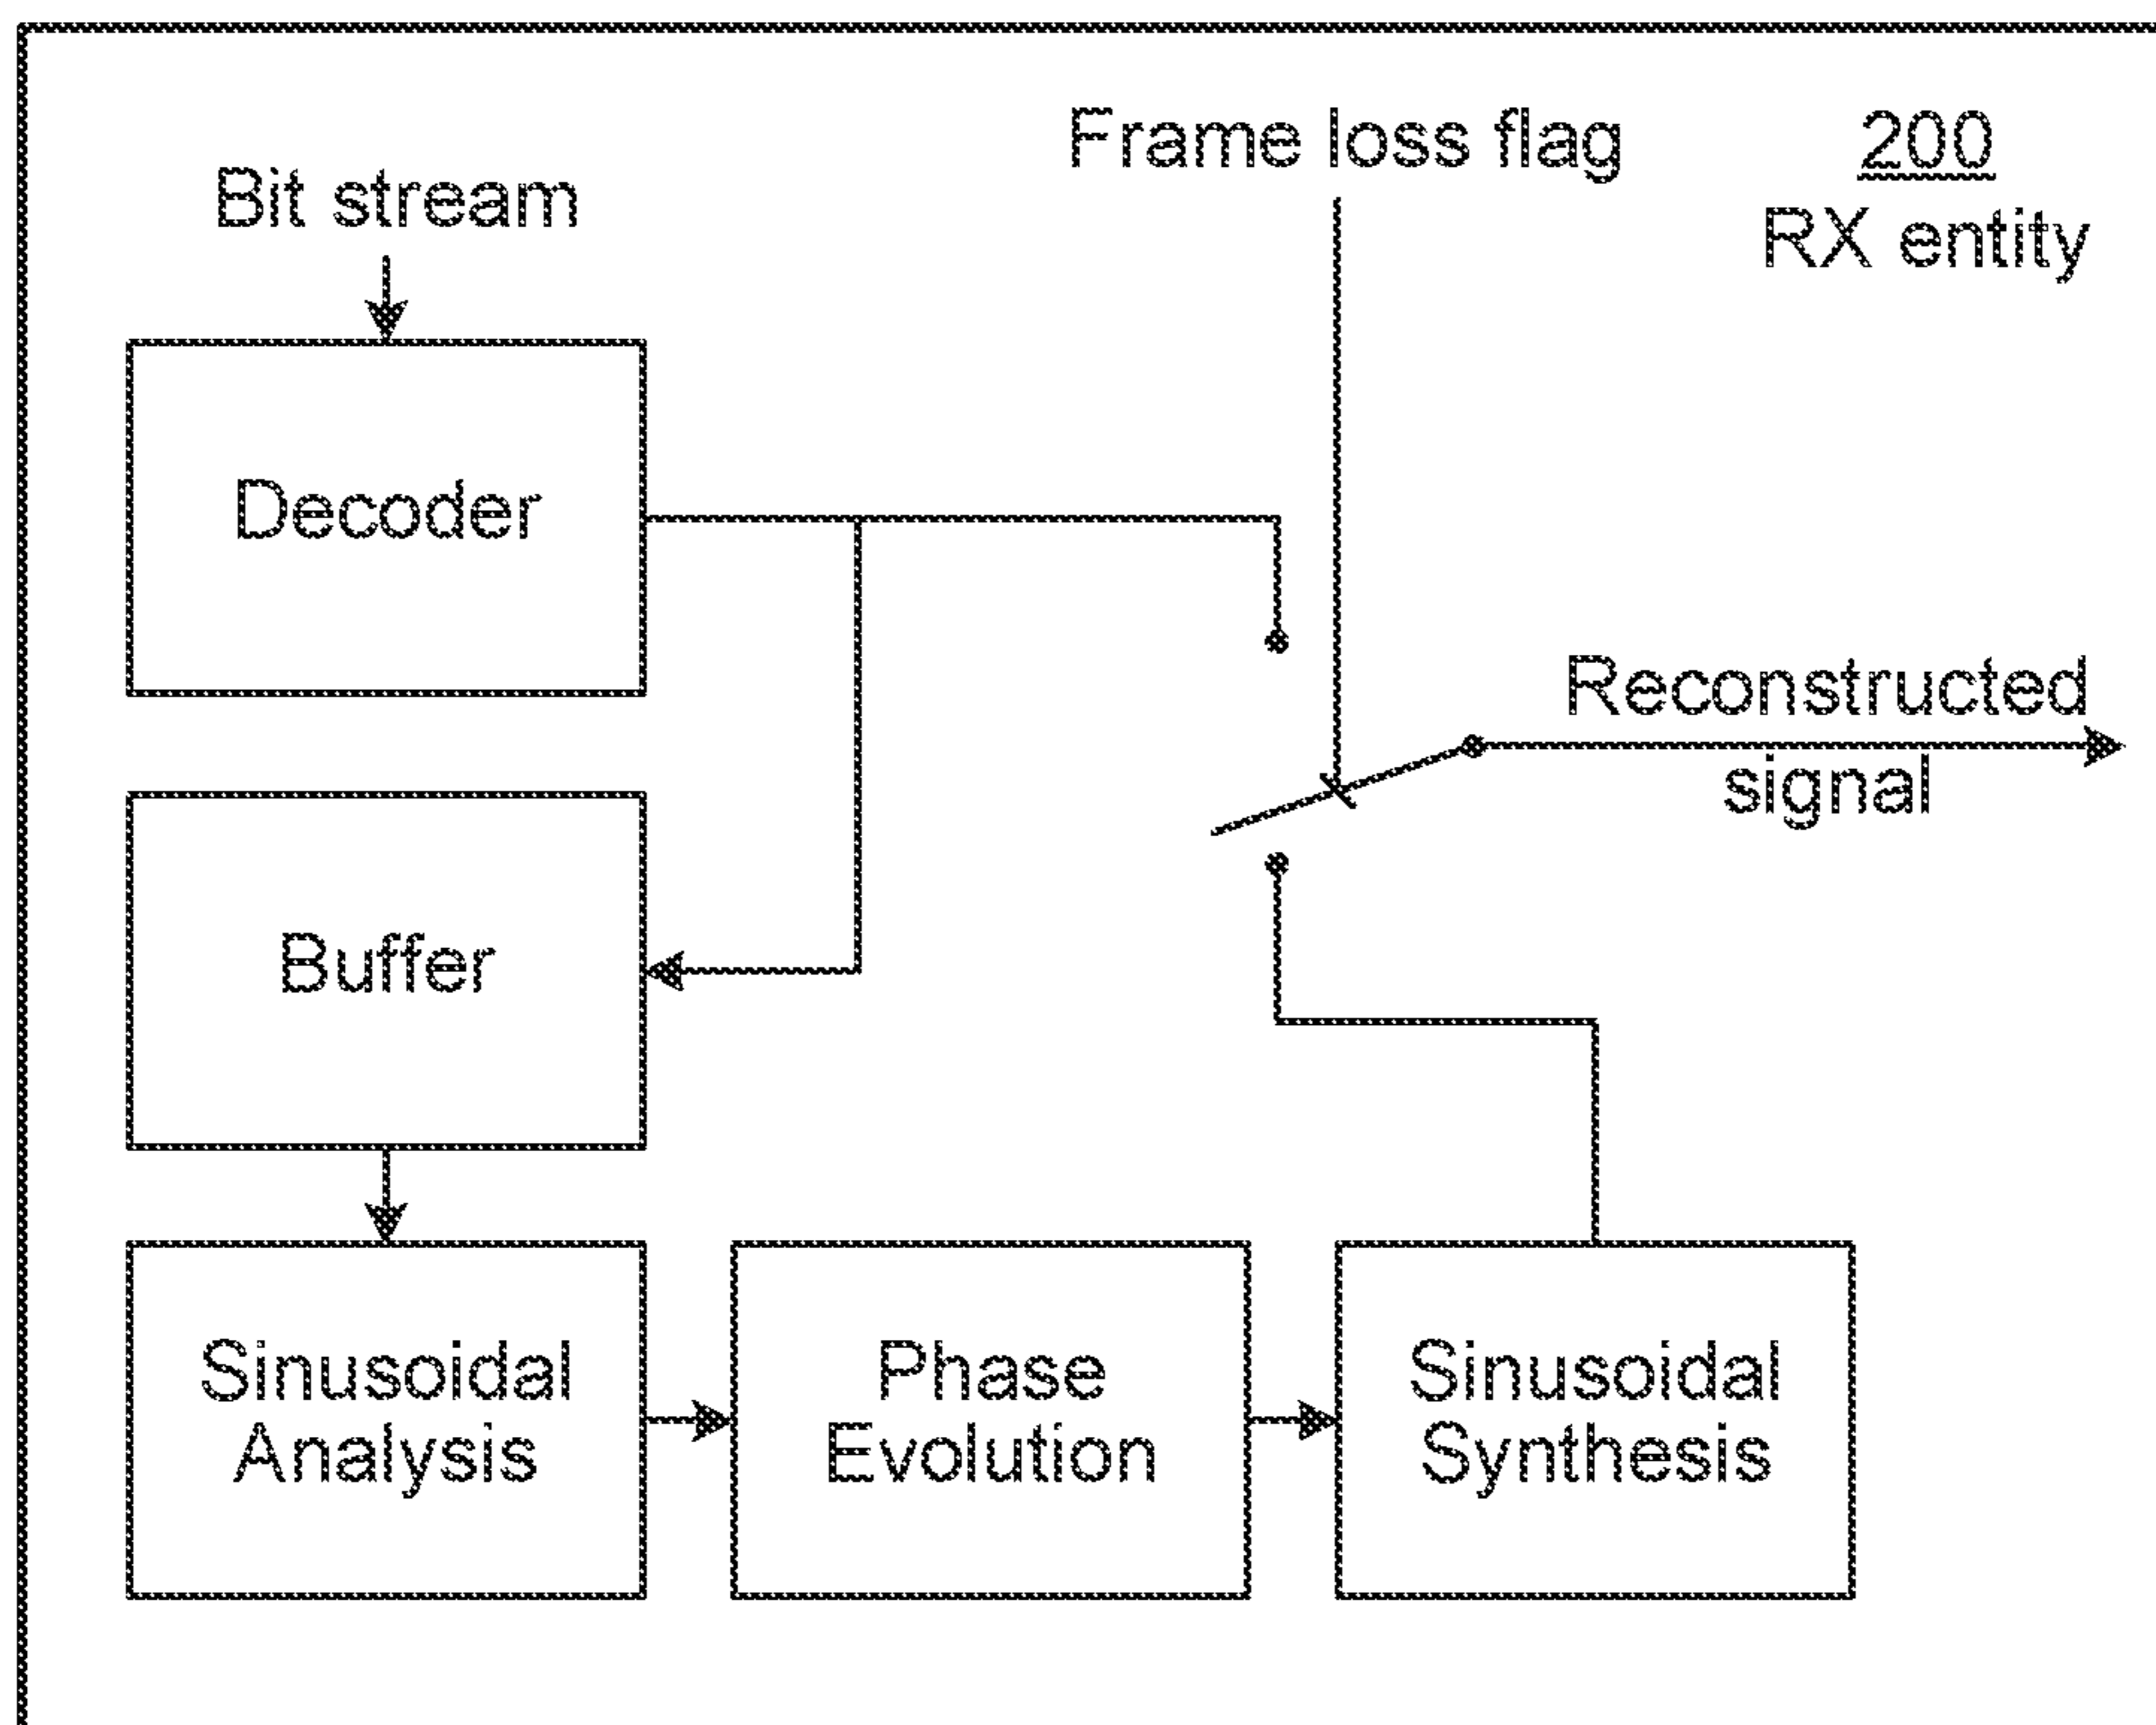 Frame loss flag
200
RX entity
Bit stream
Decoder
Reconstructed
signal
Buffer
Sinusoidal
Analysis
Phase
Evolution
Sinusoidal
Synthesis